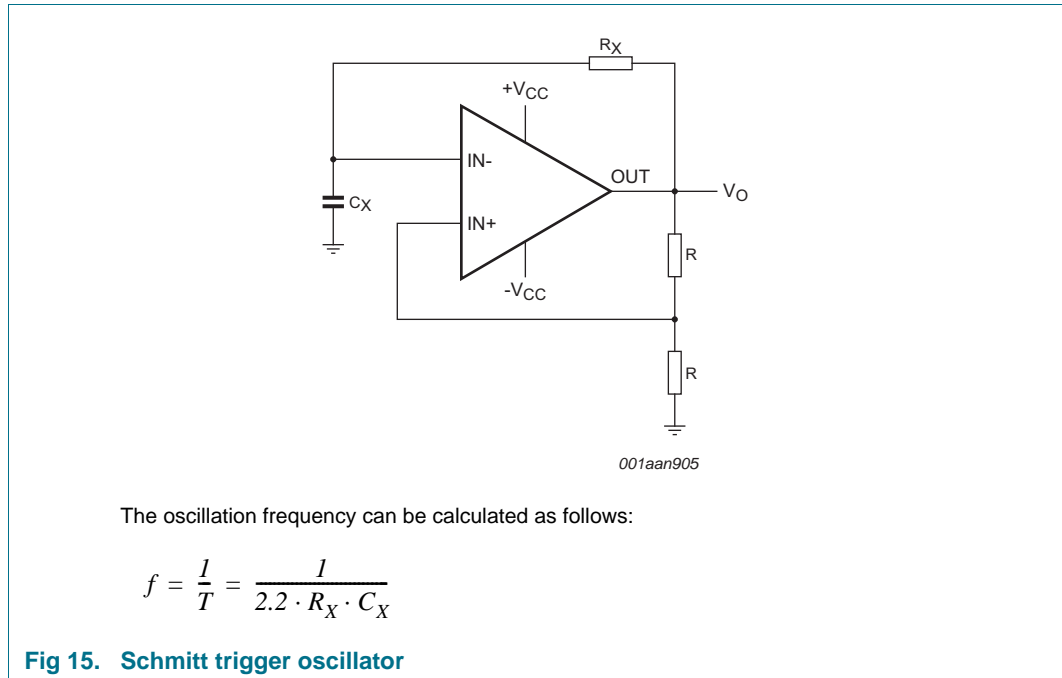 RX
+VCC
IN-
OUT
VO
CX
IN+
R
-VCC
R
001aan905
The oscillation frequency can be calculated as follows:
f = 1/T = 1/(2.2 · RX · CX)
Fig 15. Schmitt trigger oscillator